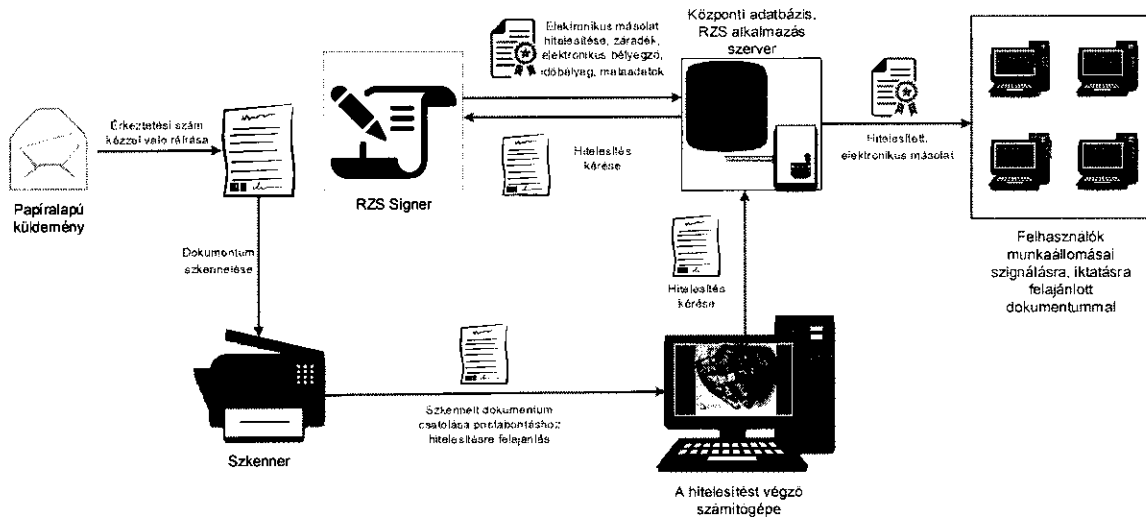 Elektronikus másolat
hitelesítése, záradék,
elektronikus bélyegző,
időbélyeg, metaadatok
Központi adatbázis,
RZS alkalmazás
szerver
Érkeztetési szám
kézzel való ráírása
Hitelesítés
kérése
Hitelesített,
elektronikus másolat
Papíralapú
küldemény
RZS Signer
Dokumentum
szkennelése
Hitelesítés
kérése
Felhasználók
munkaállomásai
szignálásra, iktatásra
felajánlott
dokumentummal
Szkennelt dokumentum
csatolása postabontáshoz
hitelesítésre felajánlás
Szkenner
A hitelesítést végző
számítógépe